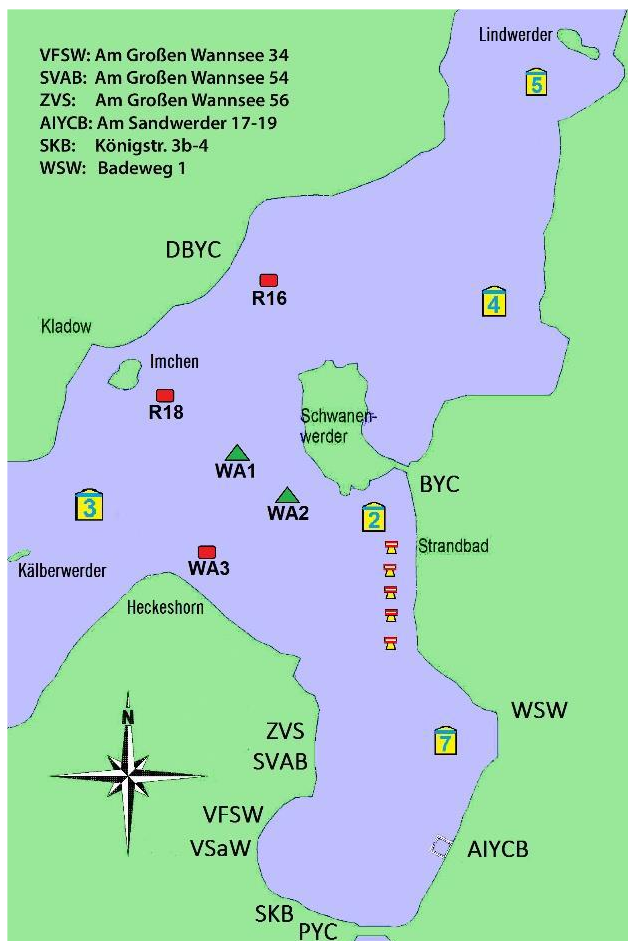 VFSW: Am Großen Wannsee 34
SVAB: Am Großen Wannsee 54
ZVS: Am Großen Wannsee 56
AIYCB: Am Sandwerder 17-19
SKB: Königstr. 3b-4
WSW: Badeweg 1
Lindwerder
5
DBYC
R16
4
Kladow
Imchen
R18
Schwanen-
werder
WA1
BYC
WA2
3
2
Strandbad
WA3
Kälberwerder
Heckeshorn
N
WSW
ZVS
7
SVAB
VFSW
VSaW
AIYCB
SKB
PYC